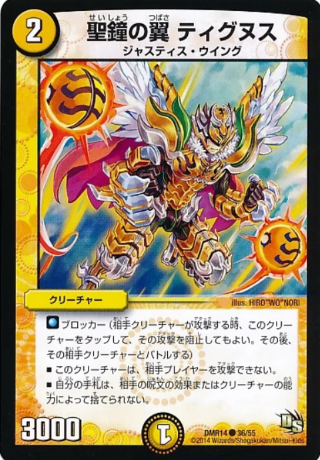 2
せいしょう つばさ
聖鐘の翼 ティグヌス
ジャスティス・ウイング
illus. HIRO"WO"NORI
クリーチャー
ブロッカー(相手クリーチャーが攻撃する時、このクリー
チャーをタップして、その攻撃を阻止してもよい。その後、
その相手クリーチャーとバトルする)
■このクリーチャーは、相手プレイヤーを攻撃できない。
■自分の手札は、相手の呪文の効果またはクリーチャーの能
力によって捨てられない。
3000
1
DMR14 ● 36/55
DS
©2014 Wizards/Shogakukan/Mitsui-Kids